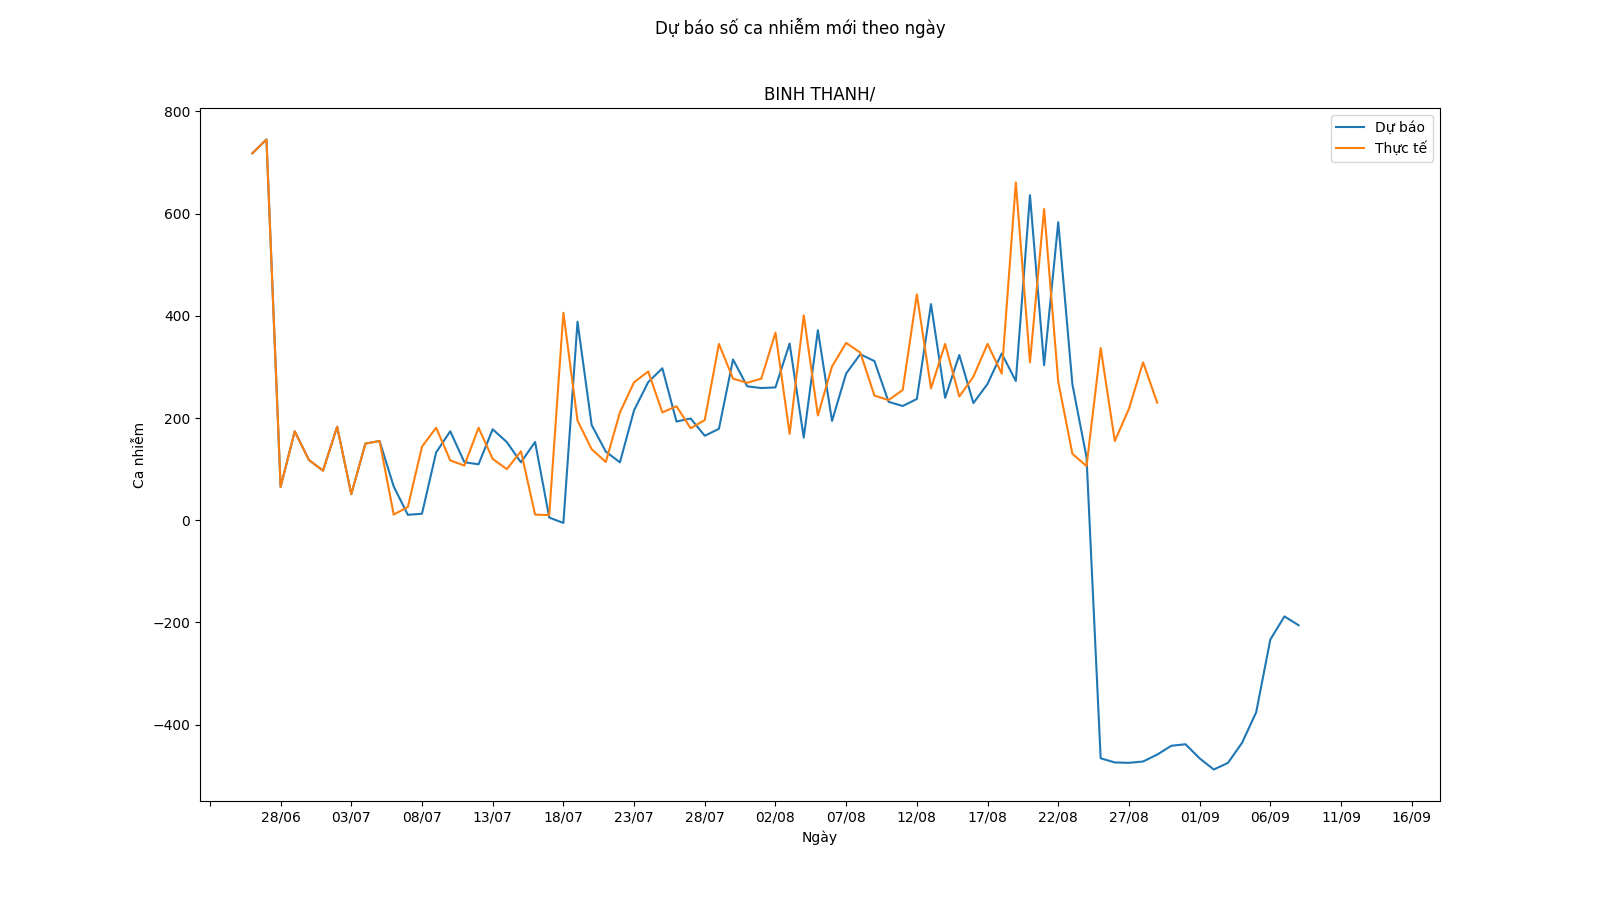 Dự báo số ca nhiễm mới theo ngày
BINH THANH/
Dự báo
Thực tế
800
600
400
200
0
−200
−400
Ca nhiễm
28/06 03/07 08/07 13/07 18/07 23/07 28/07 02/08 07/08 12/08 17/08 22/08 27/08 01/09 06/09 11/09 16/09
Ngày